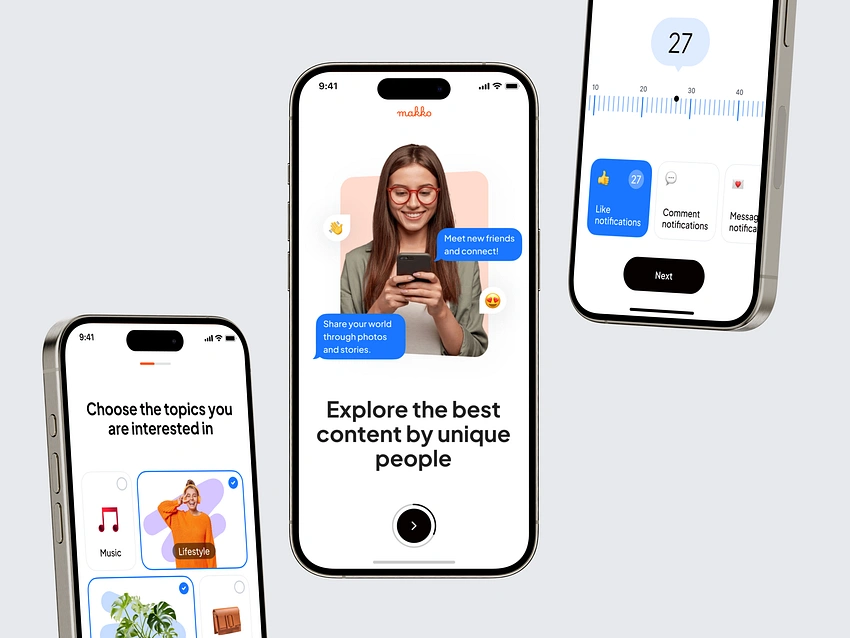 9:41
makko
Meet new friends
and connect!
Share your world
through photos
and stories.
Explore the best
content by unique
people
9:41
Choose the topics you
are interested in
Music
Lifestyle
27
10
20
30
40
27
Like
notifications
Comment
notifications
Messag
notifica
Next